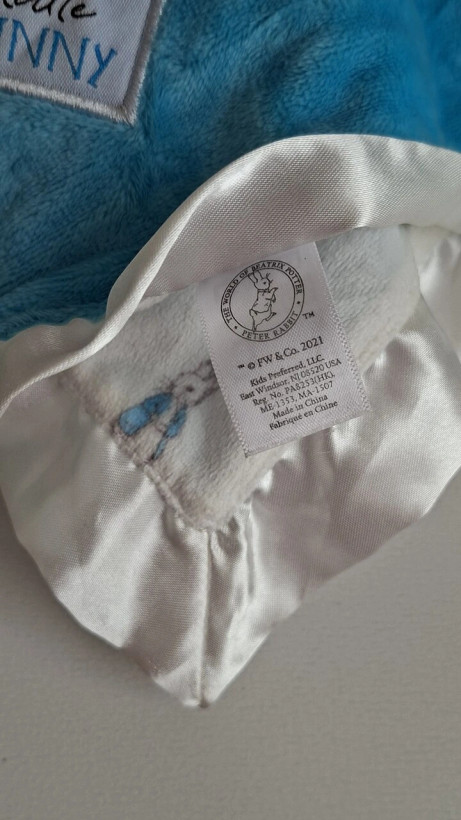 INNY
THE WORLD OF BEATRIX POTTER
• PETER RABBIT •
™
™ © FW & Co. 2021
Kids Preferred, LLC.
East Windsor, NJ 08520 USA
Reg. No. PA8253(HK),
ME-1353, MA-1507
Made in China
Fabriqué en Chine